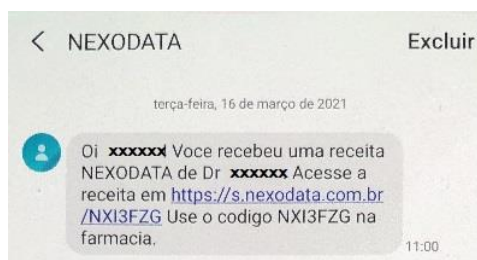 NEXODATA
Excluir
terça-feira, 16 de março de 2021
Oi xxxxxx Voce recebeu uma receita
NEXODATA de Dr xxxxxx Acesse a
receita em https://s.nexodata.com.br
/NXI3FZG Use o codigo NXI3FZG na
farmacia.
11:00